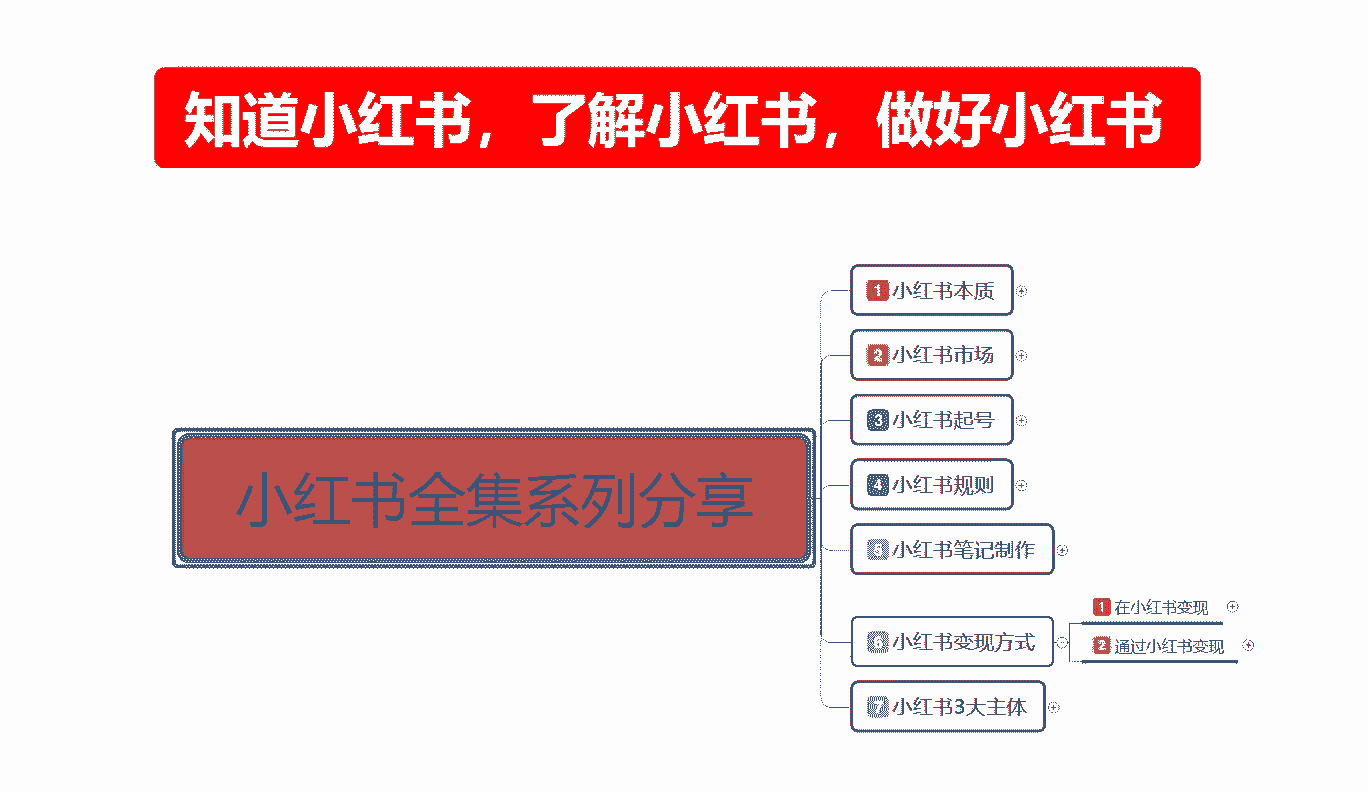 知道小红书，了解小红书，做好小红书
1 小红书本质
2 小红书市场
3 小红书起号
小红书全集系列分享
4 小红书规则
5 小红书笔记制作
6 小红书变现方式
1 在小红书变现
2 通过小红书变现
7 小红书3大主体